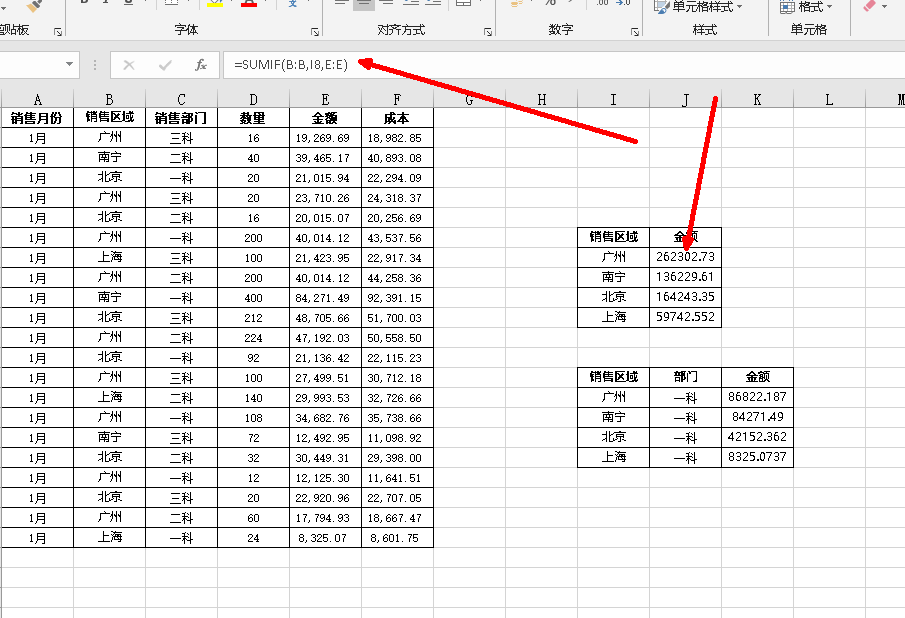 B I U 文 % .00 →.0 单元格样式 格式
贴板 字体 对齐方式 数字 样式 单元格
fx =SUMIF(B:B,I8,E:E)
A B C D E F G H I J K L M
销售月份 销售区域 销售部门 数量 金额 成本
1月 广州 三科 16 19,269.69 18,982.85
1月 南宁 二科 40 39,465.17 40,893.08
1月 北京 一科 20 21,015.94 22,294.09
1月 广州 三科 20 23,710.26 24,318.37
1月 北京 二科 16 20,015.07 20,256.69
1月 广州 一科 200 40,014.12 43,537.56 销售区域 金额
1月 上海 三科 100 21,423.95 22,917.34 广州 262302.73
1月 广州 二科 200 40,014.12 44,258.36 南宁 136229.61
1月 南宁 一科 400 84,271.49 92,391.15 北京 164243.35
1月 北京 三科 212 48,705.66 51,700.03 上海 59742.552
1月 广州 二科 224 47,192.03 50,558.50
1月 北京 一科 92 21,136.42 22,115.23
1月 广州 三科 100 27,499.51 30,712.18 销售区域 部门 金额
1月 上海 二科 140 29,993.53 32,726.66 广州 一科 86822.187
1月 广州 一科 108 34,682.76 35,738.66 南宁 一科 84271.49
1月 南宁 三科 72 12,492.95 11,098.92 北京 一科 42152.362
1月 北京 二科 32 30,449.31 29,398.00 上海 一科 8325.0737
1月 广州 一科 12 12,125.30 11,641.51
1月 北京 三科 20 22,920.96 22,707.05
1月 广州 二科 60 17,794.93 18,667.47
1月 上海 一科 24 8,325.07 8,601.75